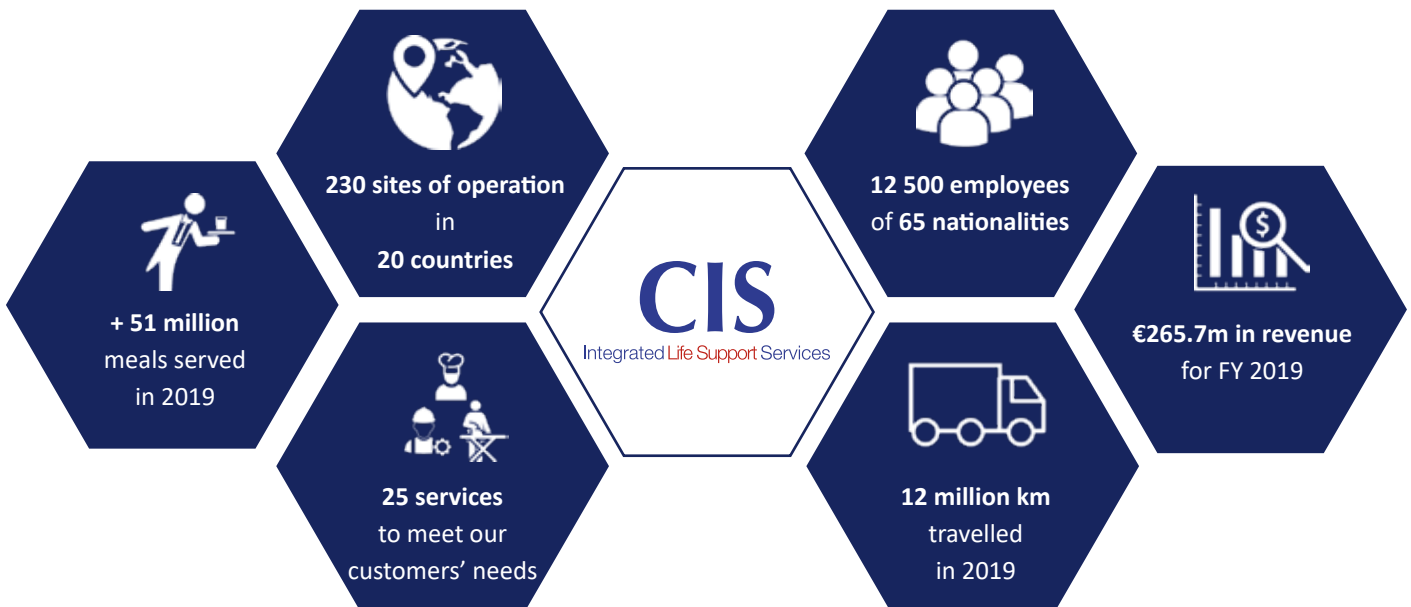 + 51 million
meals served
in 2019
230 sites of operation
in
20 countries
25 services
to meet our
customers’ needs
CIS
Integrated Life Support Services
12 500 employees
of 65 nationalities
12 million km
travelled
in 2019
$
€265.7m in revenue
for FY 2019